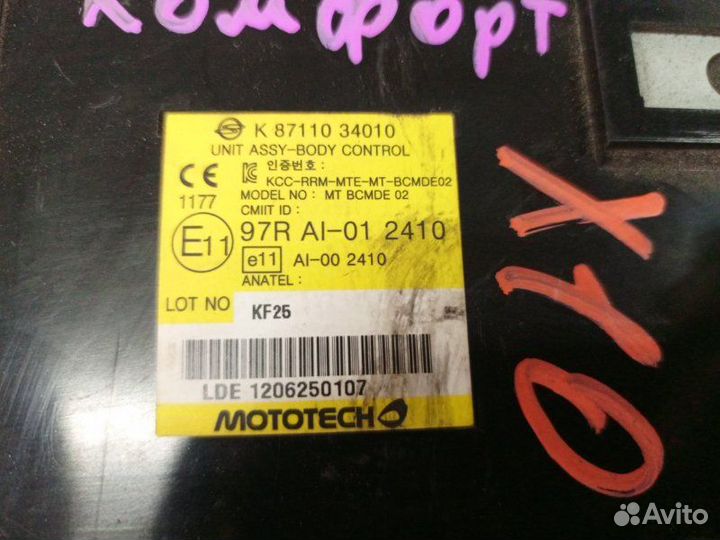 комфорт
K 87110 34010
UNIT ASSY-BODY CONTROL
인증번호 :
KCC-RRM-MTE-MT-BCMDE02
CE
1177
MODEL NO : MT BCMDE 02
CMIIT ID :
E11 97R AI-01 2410
e11 AI-00 2410
ANATEL :
LOT NO KF25
LDE 1206250107
MOTOTECH
Avito